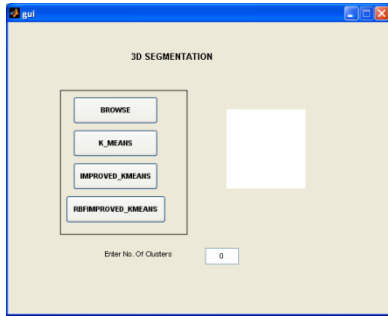 gui
3D SEGMENTATION
BROWSE
K_MEANS
IMPROVED_KMEANS
RBFIMPROVED_KMEANS
Enter No. Of Clusters
0